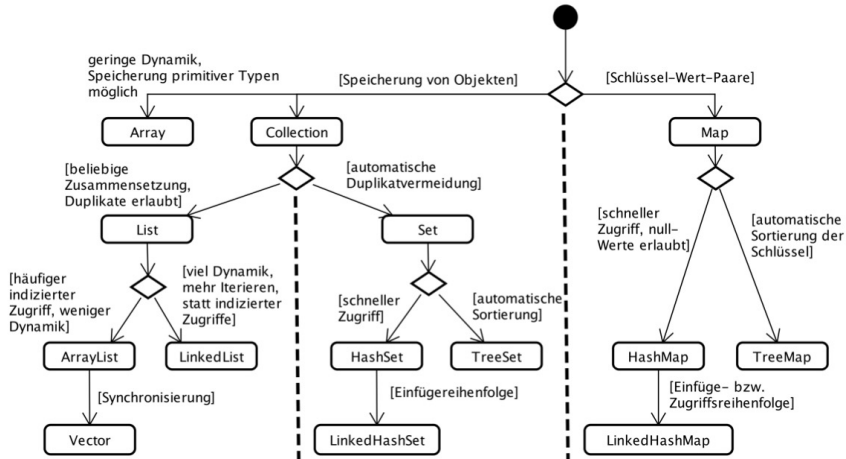 geringe Dynamik,
Speicherung primitiver Typen
möglich
[Speicherung von Objekten]
[Schlüssel-Wert-Paare]
Array
Collection
Map
[beliebige
Zusammensetzung,
Duplikate erlaubt]
[automatische
Duplikatvermeidung]
List
Set
[schneller
Zugriff, null-
Werte erlaubt]
[automatische
Sortierung der
Schlüssel]
[häufiger
indizierter
Zugriff, weniger
Dynamik]
[viel Dynamik,
mehr Iterieren,
statt indizierter
Zugriffe]
[schneller
Zugriff]
[automatische
Sortierung]
ArrayList
LinkedList
HashSet
TreeSet
HashMap
TreeMap
[Synchronisierung]
[Einfügereihenfolge]
[Einfüge- bzw.
Zugriffsreihenfolge]
Vector
LinkedHashSet
LinkedHashMap